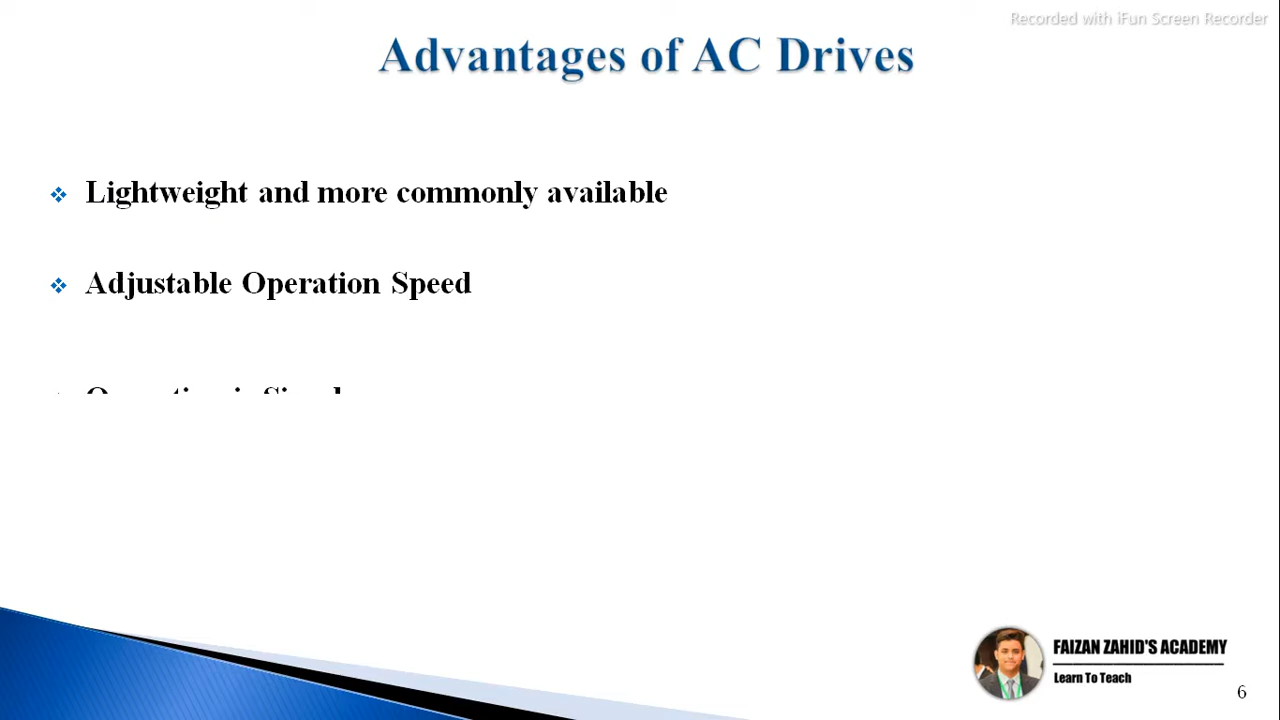 Recorded with iFun Screen Recorder
Advantages of AC Drives
Lightweight and more commonly available
Adjustable Operation Speed
FAIZAN ZAHID'S ACADEMY
Learn To Teach
6